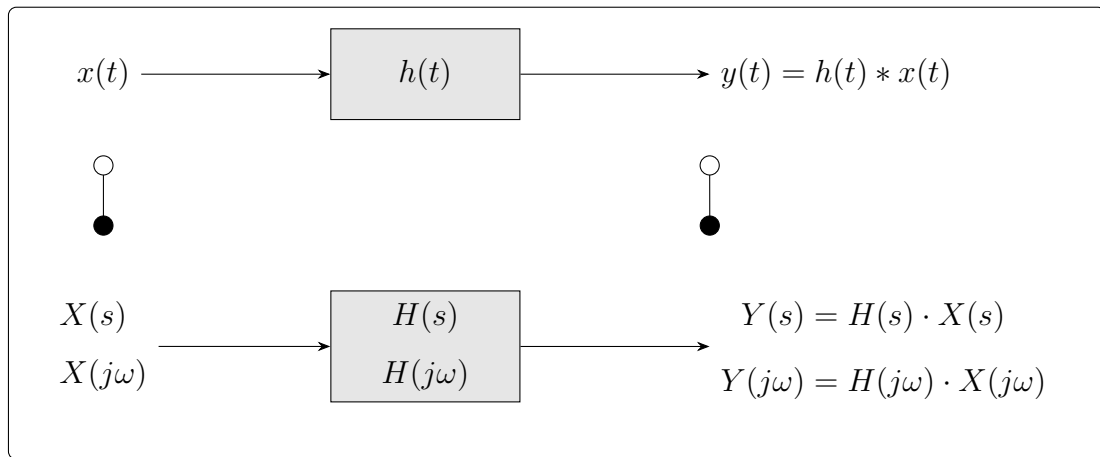 x(t) h(t) y(t) = h(t) ∗ x(t)
X(s) H(s) Y(s) = H(s) · X(s)
X(jω) H(jω) Y(jω) = H(jω) · X(jω)